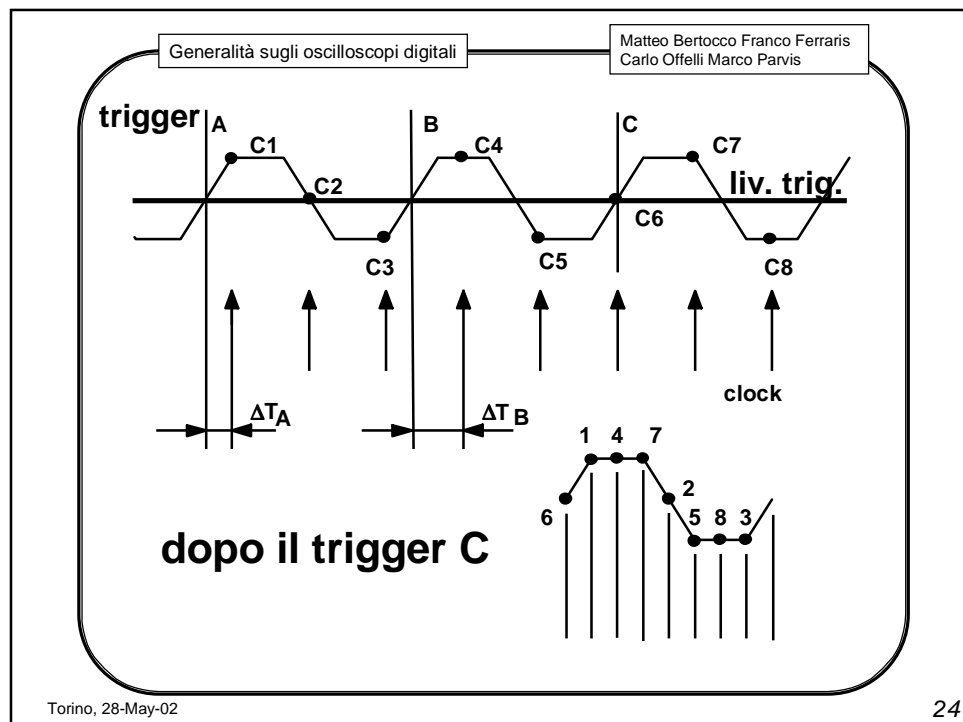 Generalità sugli oscilloscopi digitali
Matteo Bertocco Franco Ferraris
Carlo Offelli Marco Parvis
trigger
A
B
C
C1
C2
C3
C4
C5
C6
C7
C8
liv. trig.
clock
ΔTA
ΔT B
1 4 7
6
2
5 8 3
dopo il trigger C
Torino, 28-May-02
24